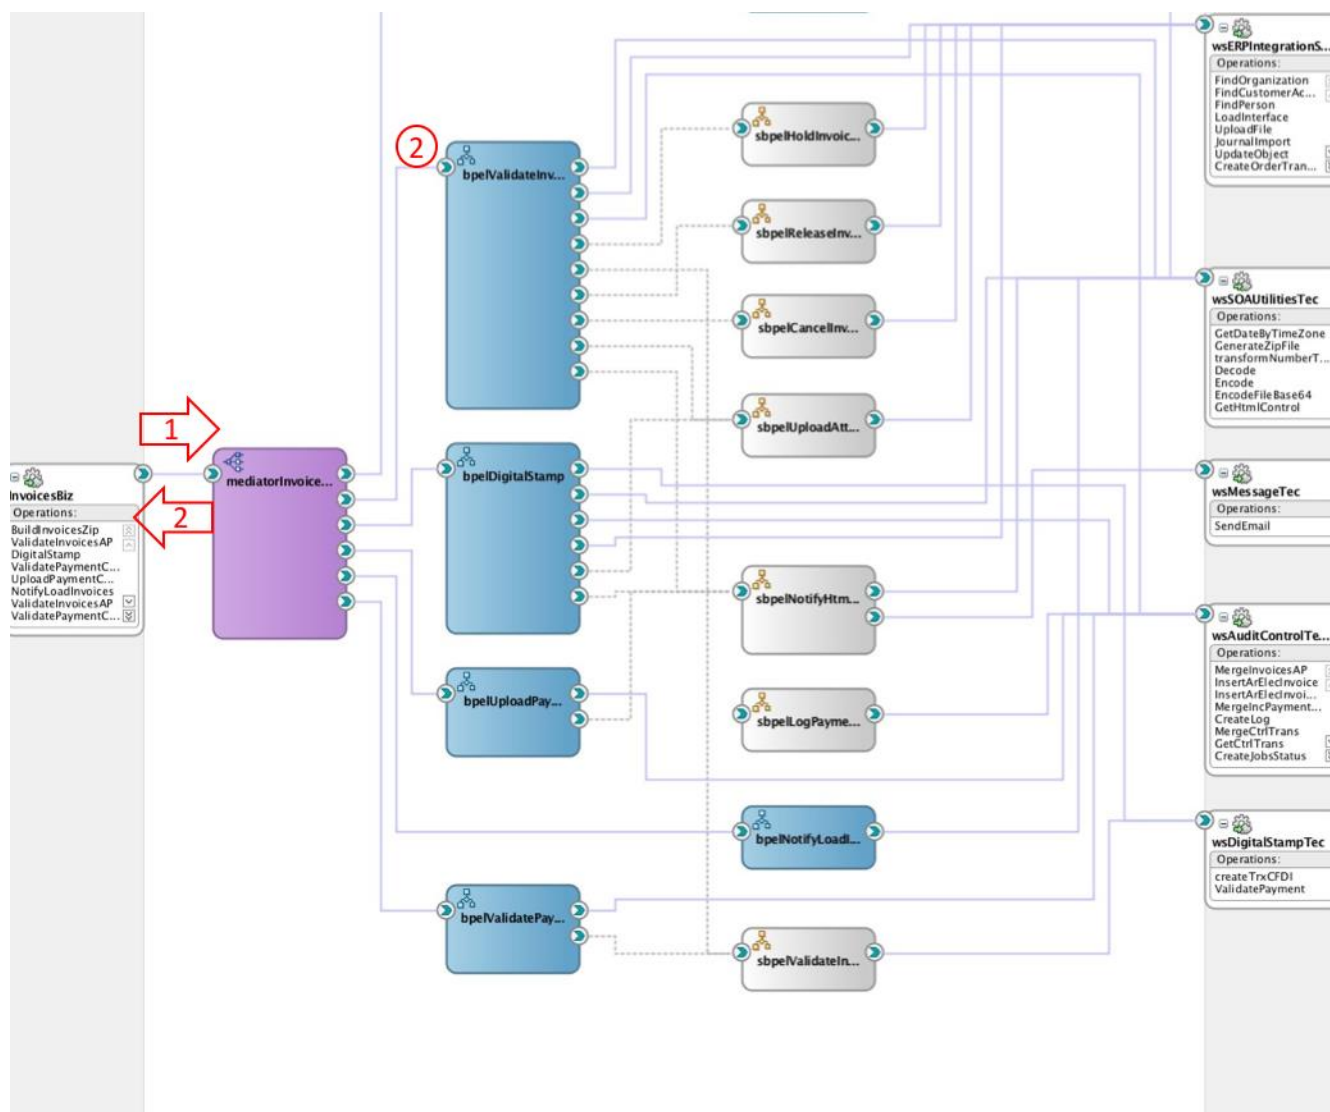 1
mediatorInvoice...
InvoicesBiz
Operations:
BuildInvoicesZip
ValidateInvoicesAP
DigitalStamp
ValidatePaymentC...
UploadPaymentC...
NotifyLoadInvoices
ValidateInvoicesAP
ValidatePaymentC...
2
2
bpelValidateInv...
bpelDigitalStamp
bpelUploadPay...
bpelValidatePay...
sbpelHoldInvoic...
sbpelReleaseInv...
sbpelCancelInv...
sbpelUploadAtt...
sbpelNotifyHtm...
sbpelLogPayme...
bpelNotifyLoadI...
sbpelValidateIn...
wsERPIntegrationS...
Operations:
FindOrganization
FindCustomerAc...
FindPerson
LoadInterface
UploadFile
JournalImport
UpdateObject
CreateOrderTran...
wsSOAUtilitiesTec
Operations:
GetDateByTimeZone
GenerateZipFile
transformNumberT...
Decode
Encode
EncodeFileBase64
GetHtmlControl
wsMessageTec
Operations:
SendEmail
wsAuditControlTe...
Operations:
MergeInvoicesAP
InsertArElecInvoice
InsertArElecInvoi...
MergeIncPayment...
CreateLog
MergeCtrlTrans
GetCtrlTrans
CreateJobsStatus
wsDigitalStampTec
Operations:
createTrxCFDI
ValidatePayment